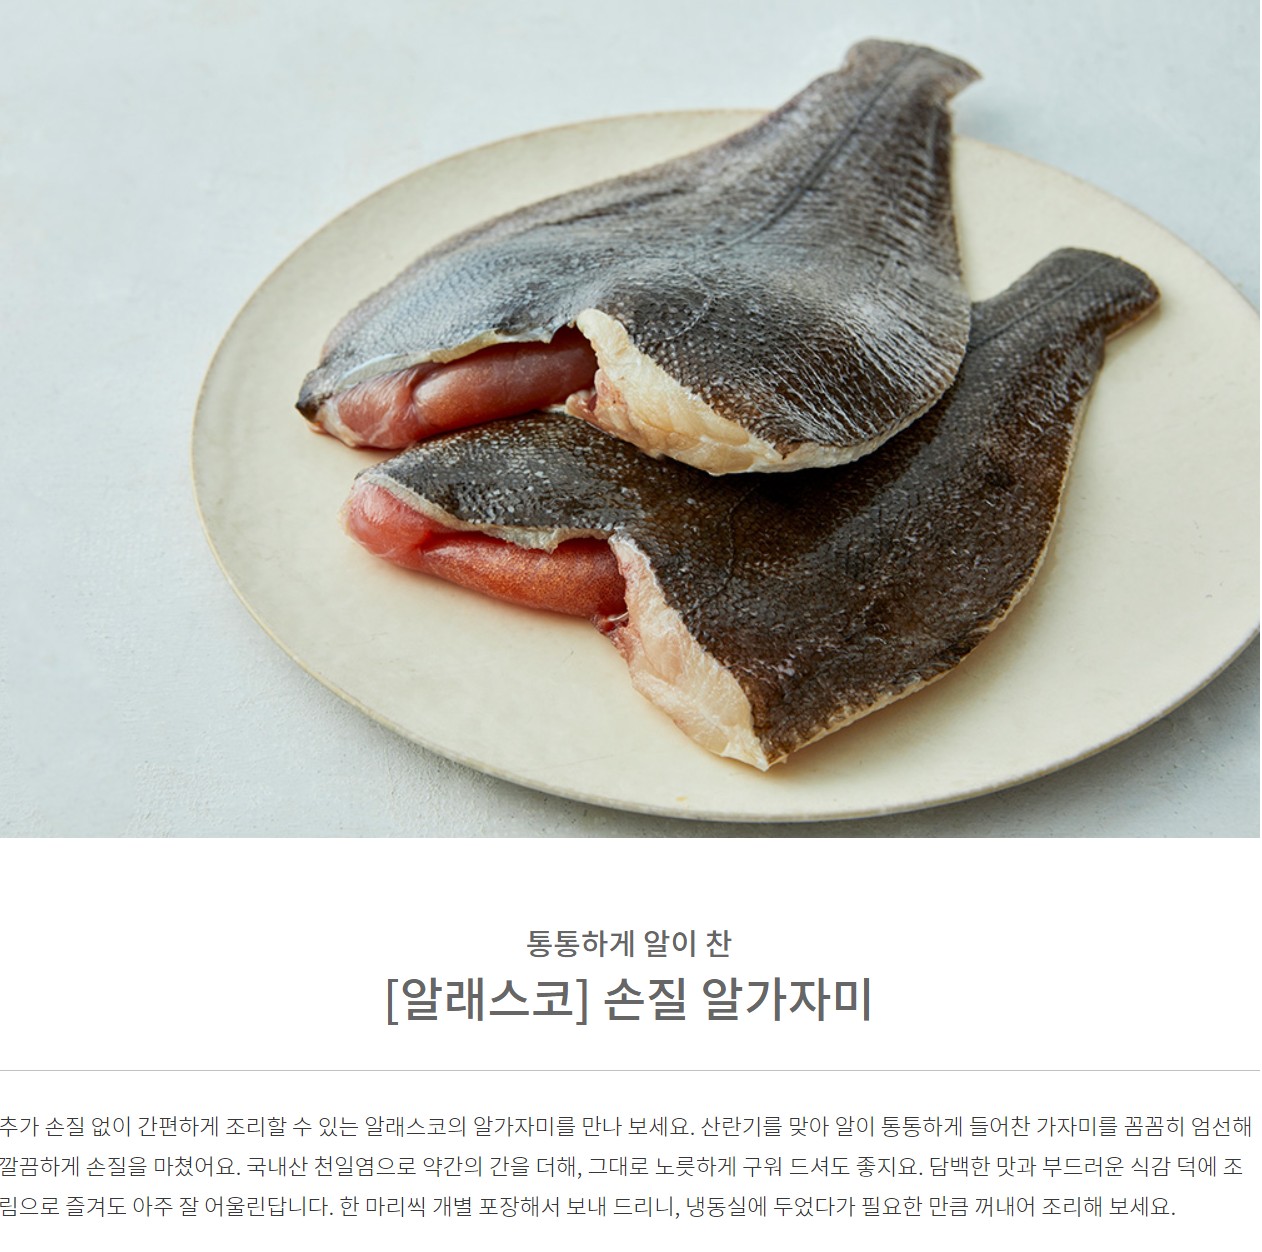 통통하게 알이 찬
[알래스코] 손질 알가자미
추가 손질 없이 간편하게 조리할 수 있는 알래스코의 알가자미를 만나 보세요. 산란기를 맞아 알이 통통하게 들어찬 가자미를 꼼꼼히 엄선해
깔끔하게 손질을 마쳤어요. 국내산 천일염으로 약간의 간을 더해, 그대로 노릇하게 구워 드셔도 좋지요. 담백한 맛과 부드러운 식감 덕에 조
림으로 즐겨도 아주 잘 어울린답니다. 한 마리씩 개별 포장해서 보내 드리니, 냉동실에 두었다가 필요한 만큼 꺼내어 조리해 보세요.